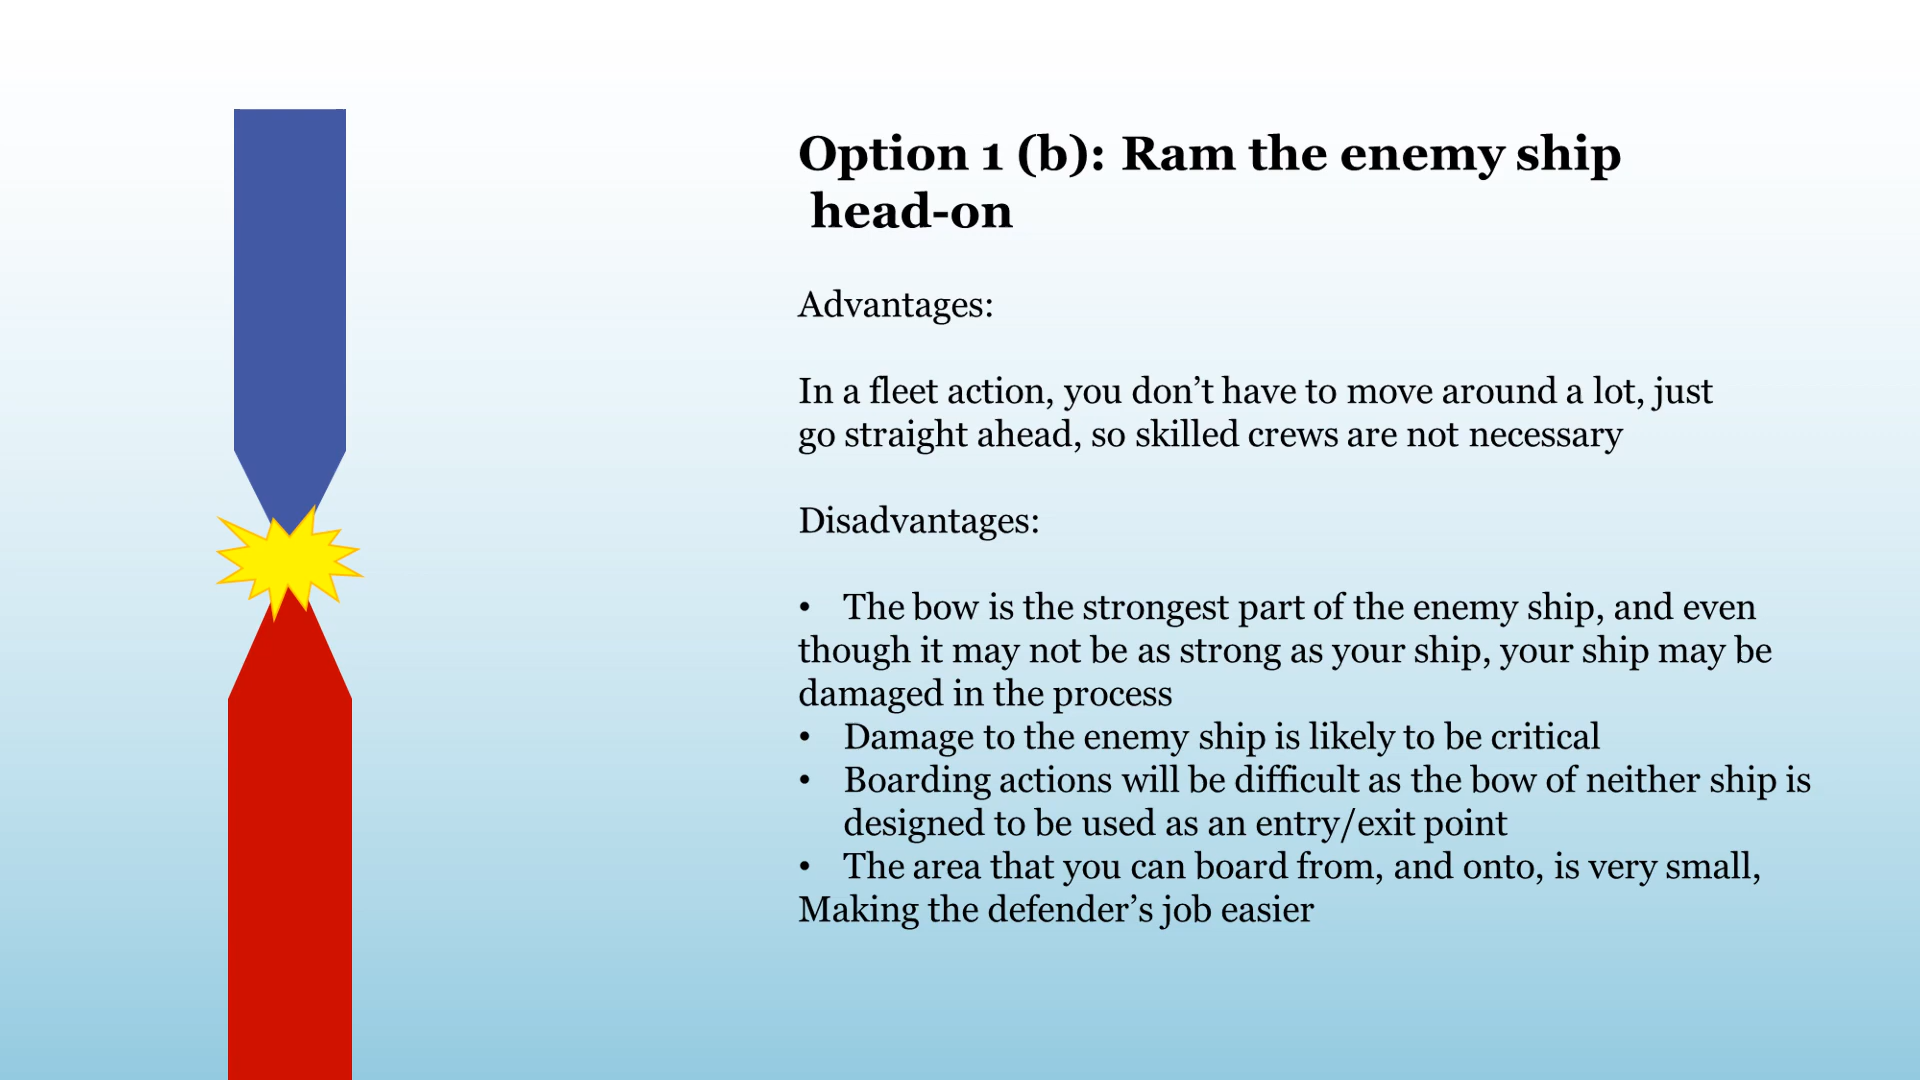 Option 1 (b): Ram the enemy ship
head-on
Advantages:
In a fleet action, you don’t have to move around a lot, just
go straight ahead, so skilled crews are not necessary
Disadvantages:
• The bow is the strongest part of the enemy ship, and even
though it may not be as strong as your ship, your ship may be
damaged in the process
• Damage to the enemy ship is likely to be critical
• Boarding actions will be difficult as the bow of neither ship is
designed to be used as an entry/exit point
• The area that you can board from, and onto, is very small,
Making the defender’s job easier